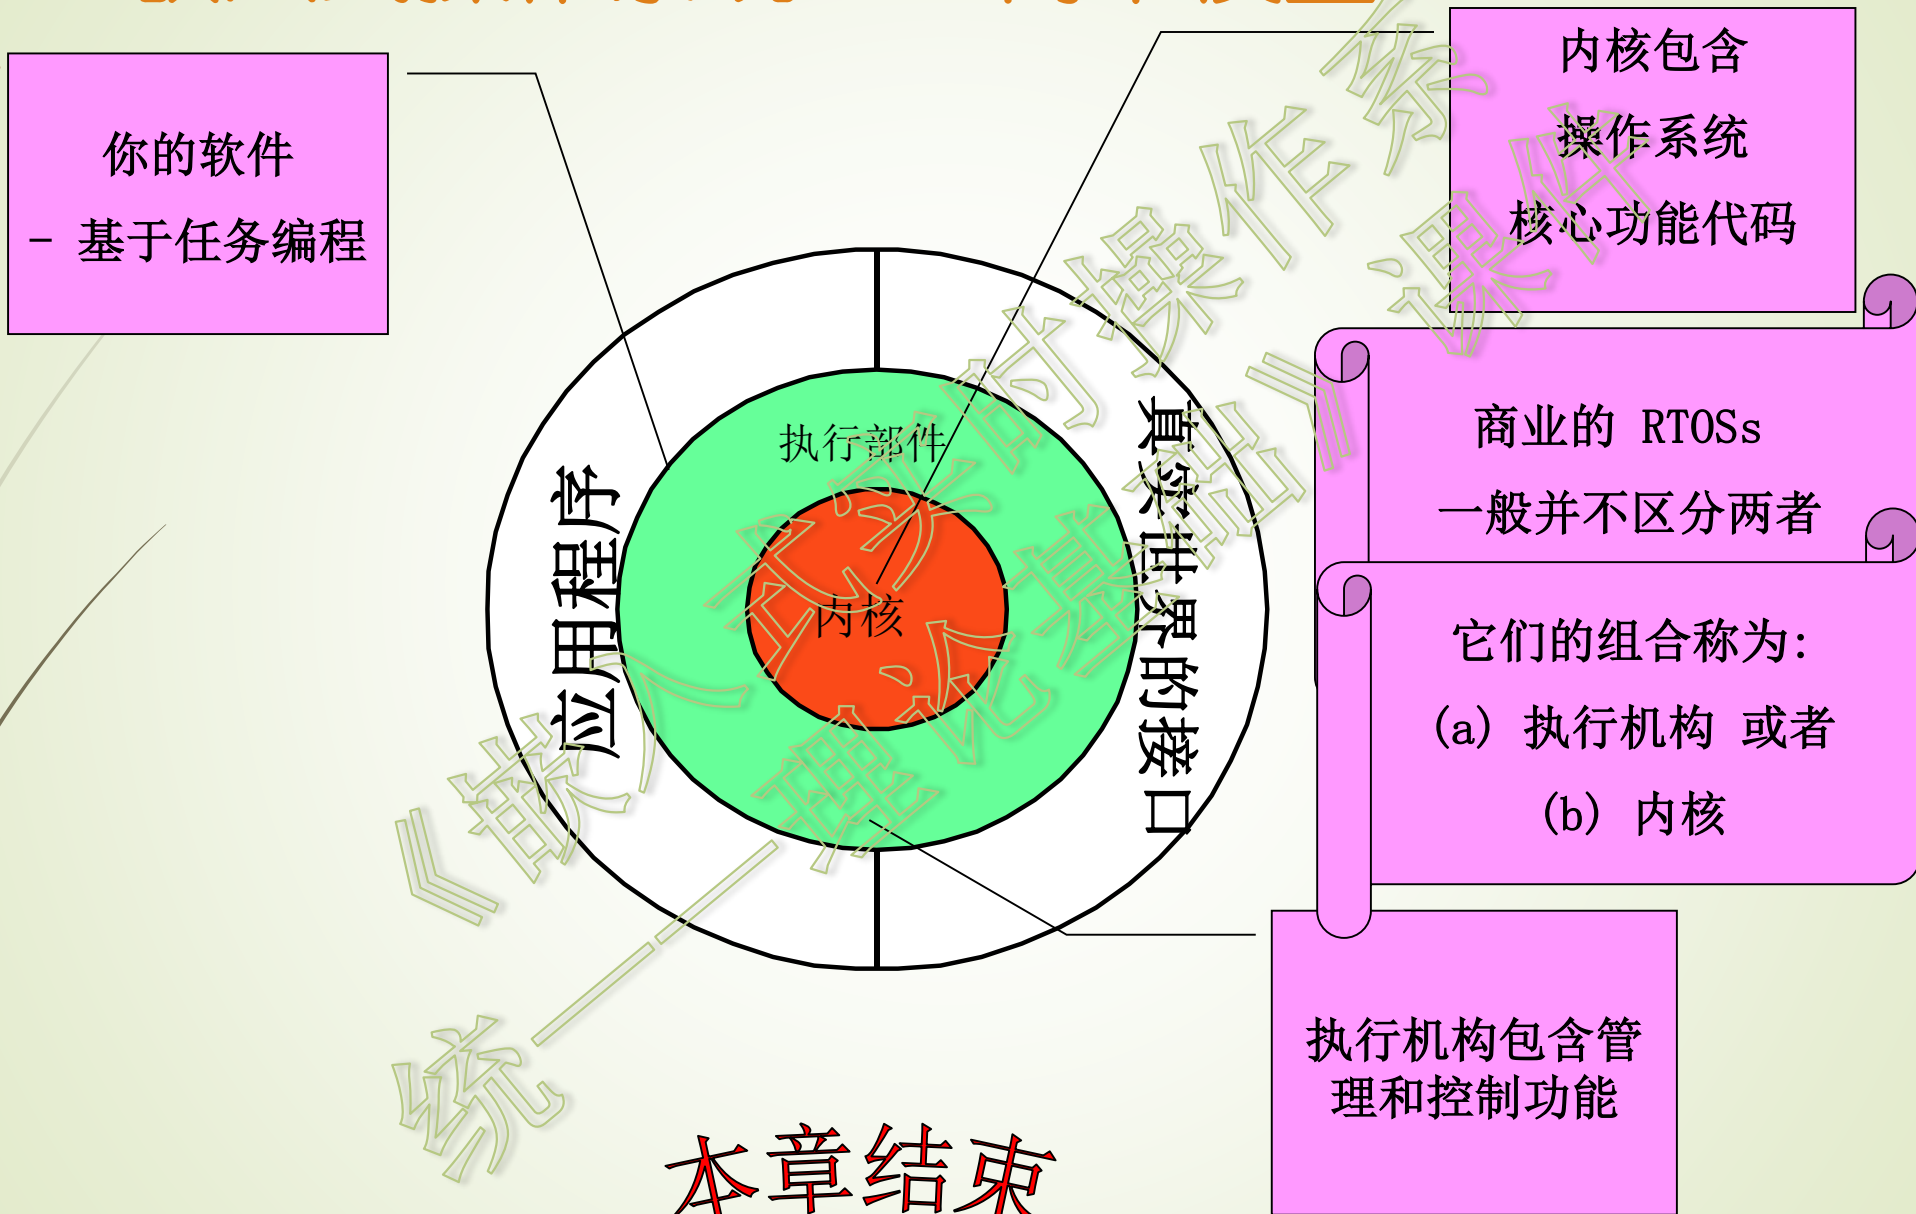 你的软件
- 基于任务编程
内核包含
操作系统
核心功能代码
商业的 RTOSs
一般并不区分两者
它们的组合称为:
(a) 执行机构 或者
(b) 内核
执行机构包含管
理和控制功能
执行部件
内核
应用程序
真实世界的接口
《嵌入式实时操作系
统——理论基础》课件
本章结束